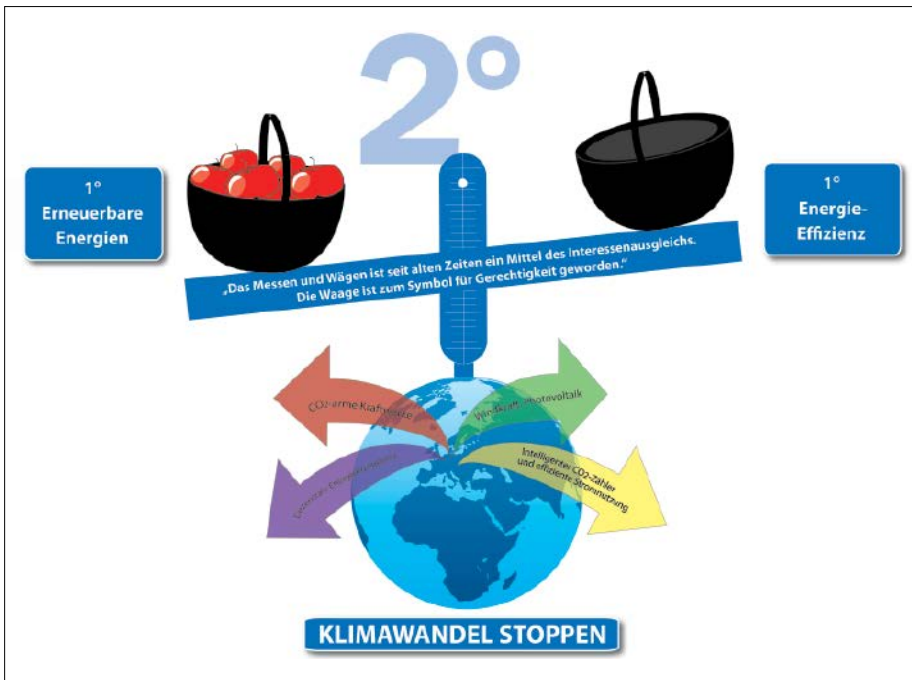 2°
1°
Erneuerbare
Energien
1°
Energie-
Effizienz
„Das Messen und Wägen ist seit alten Zeiten ein Mittel des Interessenausgleichs.
Die Waage ist zum Symbol für Gerechtigkeit geworden.“
CO2-arme Kraftwerke
Windkraft, Photovoltaik
Intelligenter CO2-Zähler
und effiziente Stromnutzung
KLIMAWANDEL STOPPEN